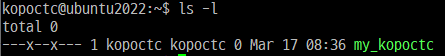 kopoctc@ubuntu2022:~$ ls -l
total 0
---x--x--- 1 kopoctc kopoctc 0 Mar 17 08:36 my_kopoctc